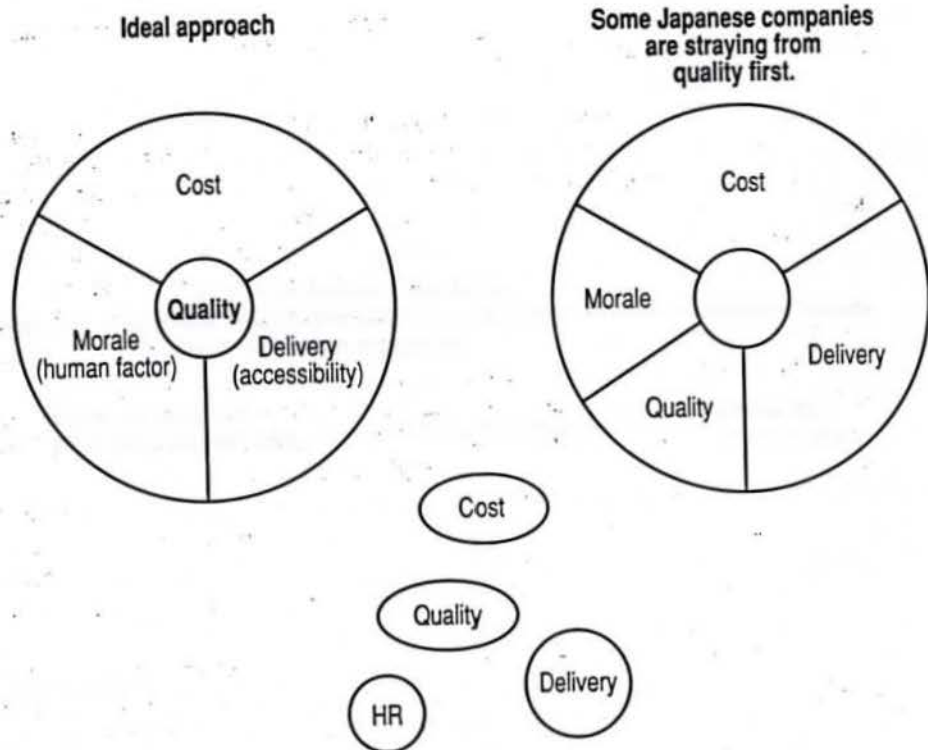 Ideal approach
Cost
Quality
Morale
(human factor)
Delivery
(accessibility)
Some Japanese companies
are straying from
quality first.
Cost
Morale
Delivery
Quality
Cost
Quality
Delivery
HR